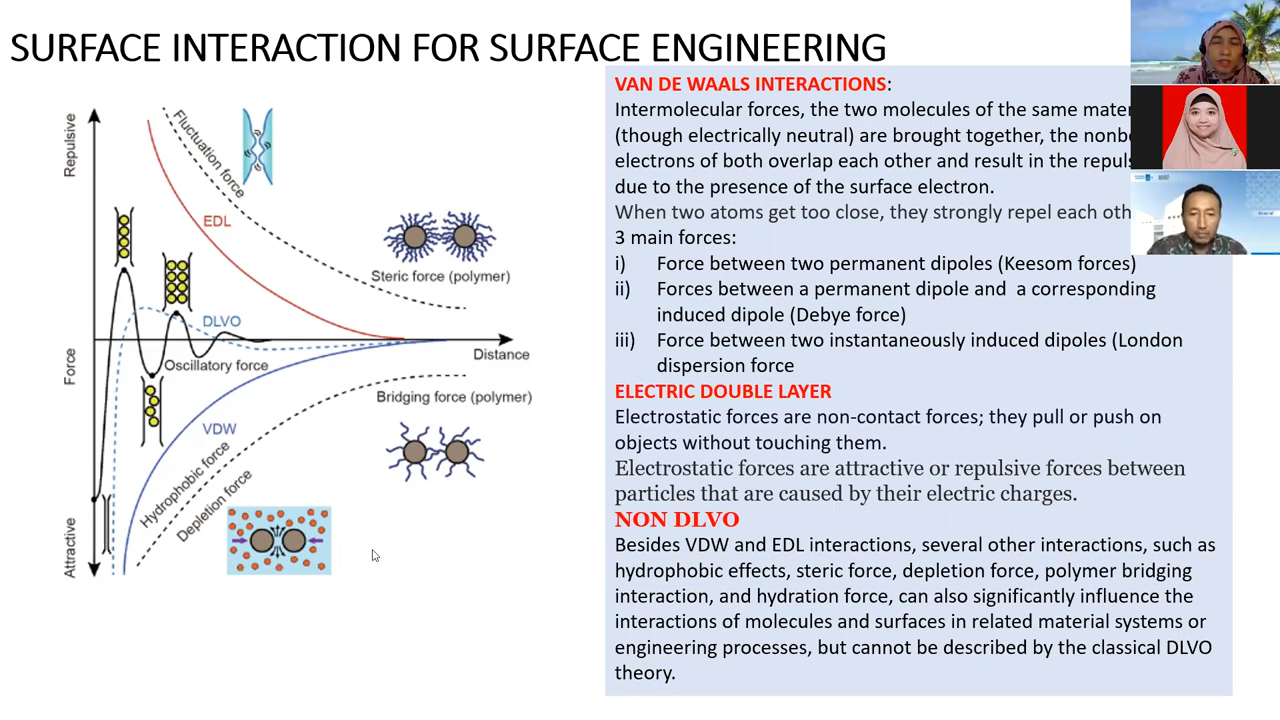 SURFACE INTERACTION FOR SURFACE ENGINEERING
Repulsive
Force
Attractive
Fluctuation force
EDL
Steric force (polymer)
DLVO
Distance
Oscillatory force
Bridging force (polymer)
VDW
Hydrophobic force
Depletion force
VAN DE WAALS INTERACTIONS:
Intermolecular forces, the two molecules of the same
(though electrically neutral) are brought together, the
electrons of both overlap each other and result in the
due to the presence of the surface electron.
When two atoms get too close, they strongly repel each
3 main forces:
i) Force between two permanent dipoles (Keesom forces)
ii) Forces between a permanent dipole and a corresponding
induced dipole (Debye force)
iii) Force between two instantaneously induced dipoles (London
dispersion force
ELECTRIC DOUBLE LAYER
Electrostatic forces are non-contact forces; they pull or push on
objects without touching them.
Electrostatic forces are attractive or repulsive forces between
particles that are caused by their electric charges.
NON DLVO
Besides VDW and EDL interactions, several other interactions, such as
hydrophobic effects, steric force, depletion force, polymer bridging
interaction, and hydration force, can also significantly influence the
interactions of molecules and surfaces in related material systems or
engineering processes, but cannot be described by the classical DLVO
theory.